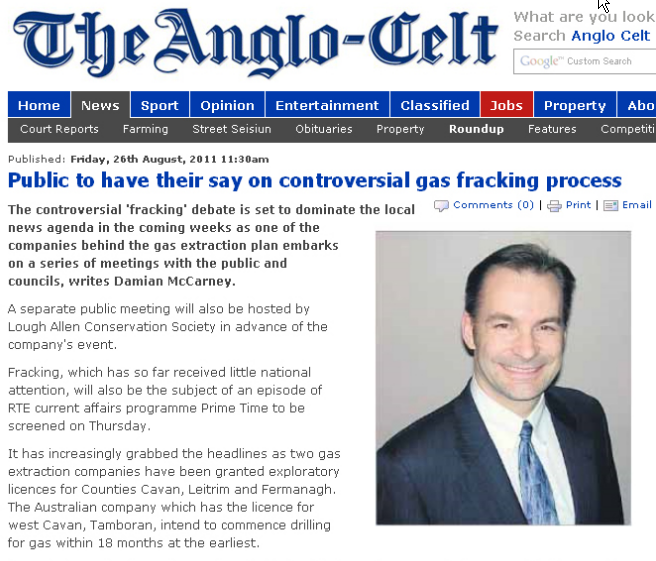 The Anglo-Celt
What are you look
Search Anglo Celt
Google™ Custom Search
Home News Sport Opinion Entertainment Classified Jobs Property Abo
Court Reports Farming Street Seisiun Obituaries Property Roundup Features Competiti
Published: Friday, 26th August, 2011 11:30am
Public to have their say on controversial gas fracking process
Comments (0) | Print | Email
The controversial 'fracking' debate is set to dominate the local
news agenda in the coming weeks as one of the
companies behind the gas extraction plan embarks
on a series of meetings with the public and
councils, writes Damian McCarney.
A separate public meeting will also be hosted by
Lough Allen Conservation Society in advance of the
company's event.
Fracking, which has so far received little national
attention, will also be the subject of an episode of
RTE current affairs programme Prime Time to be
screened on Thursday.
It has increasingly grabbed the headlines as two gas
extraction companies have been granted exploratory
licences for Counties Cavan, Leitrim and Fermanagh.
The Australian company which has the licence for
west Cavan, Tamboran, intend to commence drilling
for gas within 18 months at the earliest.